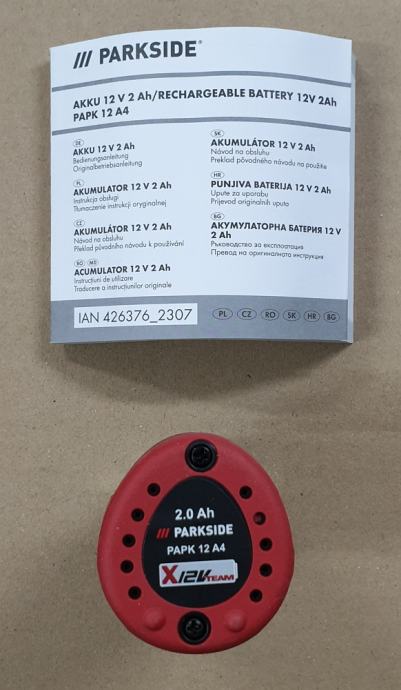 /// PARKSIDE®
AKKU 12 V 2 Ah/RECHARGEABLE BATTERY 12V 2Ah
PAPK 12 A4
DE
AKKU 12 V 2 Ah
Bedienungsanleitung
Originalbetriebsanleitung
PL
AKUMULATOR 12 V 2 Ah
Instrukcja obsługi
Tłumaczenie instrukcji oryginalnej
CZ
AKUMULÁTOR 12 V 2 Ah
Návod na obsluhu
Překlad původního návodu k používání
RO MD
ACUMULATOR 12 V 2 Ah
Instrucțiuni de utilizare
Traducere a instrucțiunilor originale
SK
AKUMULÁTOR 12 V 2 Ah
Návod na obsluhu
Preklad pôvodného návodu na použitie
HR
PUNJIVA BATERIJA 12 V 2 Ah
Upute za uporabu
Prijevod originalnih uputa
BG
АКУМУЛАТОРНА БАТЕРИЯ 12 V
2 Ah
Ръководство за експлоатация
Превод на оригиналната инструкция
IAN 426376_2307
PL CZ RO SK HR BG
2.0 Ah
/// PARKSIDE
PAPK 12 A4
X12V TEAM